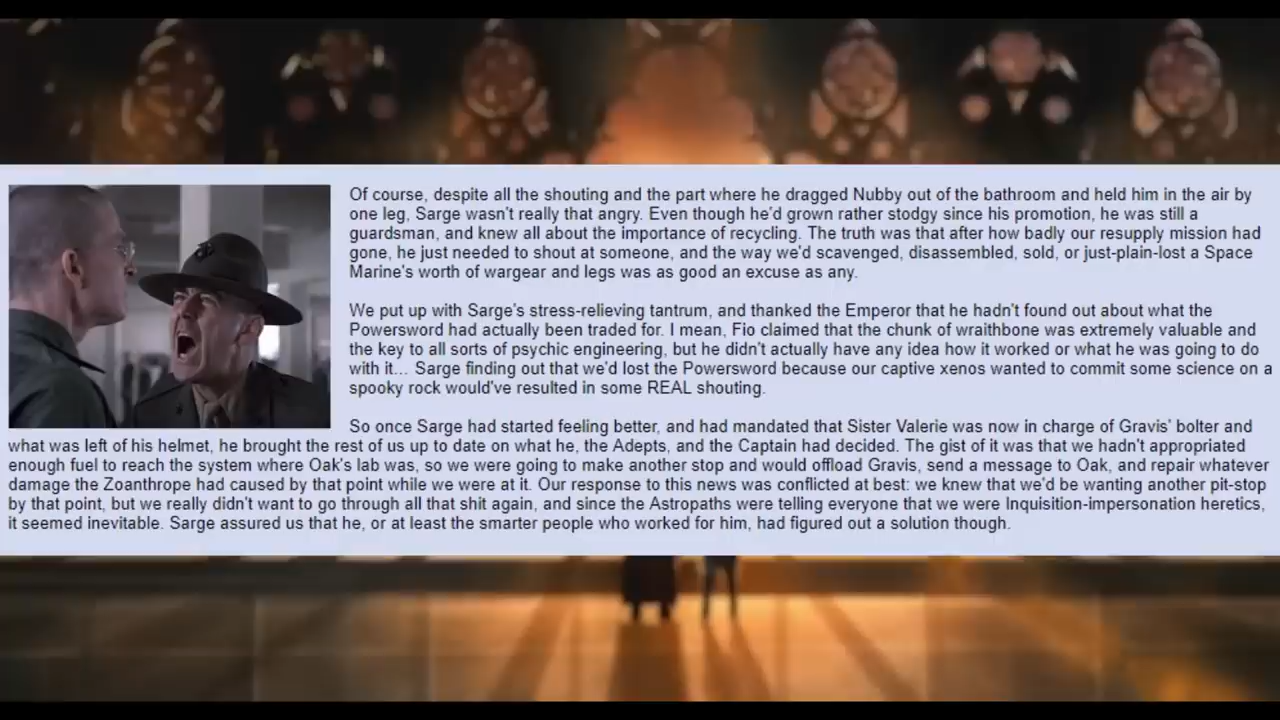 Of course, despite all the shouting and the part where he dragged Nubby out of the bathroom and held him in the air by
one leg, Sarge wasn't really that angry. Even though he'd grown rather stodgy since his promotion, he was still a
guardsman, and knew all about the importance of recycling. The truth was that after how badly our resupply mission had
gone, he just needed to shout at someone, and the way we'd scavenged, disassembled, sold, or just-plain-lost a Space
Marine's worth of wargear and legs was as good an excuse as any.
We put up with Sarge's stress-relieving tantrum, and thanked the Emperor that he hadn't found out about what the
Powersword had actually been traded for. I mean, Fio claimed that the chunk of wraithbone was extremely valuable and
the key to all sorts of psychic engineering, but he didn't actually have any idea how it worked or what he was going to do
with it... Sarge finding out that we'd lost the Powersword because our captive xenos wanted to commit some science on a
spooky rock would've resulted in some REAL shouting.
So once Sarge had started feeling better, and had mandated that Sister Valerie was now in charge of Gravis' bolter and
what was left of his helmet, he brought the rest of us up to date on what he, the Adepts, and the Captain had decided. The gist of it was that we hadn't appropriated
enough fuel to reach the system where Oak's lab was, so we were going to make another stop and would offload Gravis, send a message to Oak, and repair whatever
damage the Zoanthrope had caused by that point while we were at it. Our response to this news was conflicted at best: we knew that we'd be wanting another pit-stop
by that point, but we really didn't want to go through all that shit again, and since the Astropaths were telling everyone that we were Inquisition-impersonation heretics,
it seemed inevitable. Sarge assured us that he, or at least the smarter people who worked for him, had figured out a solution though.